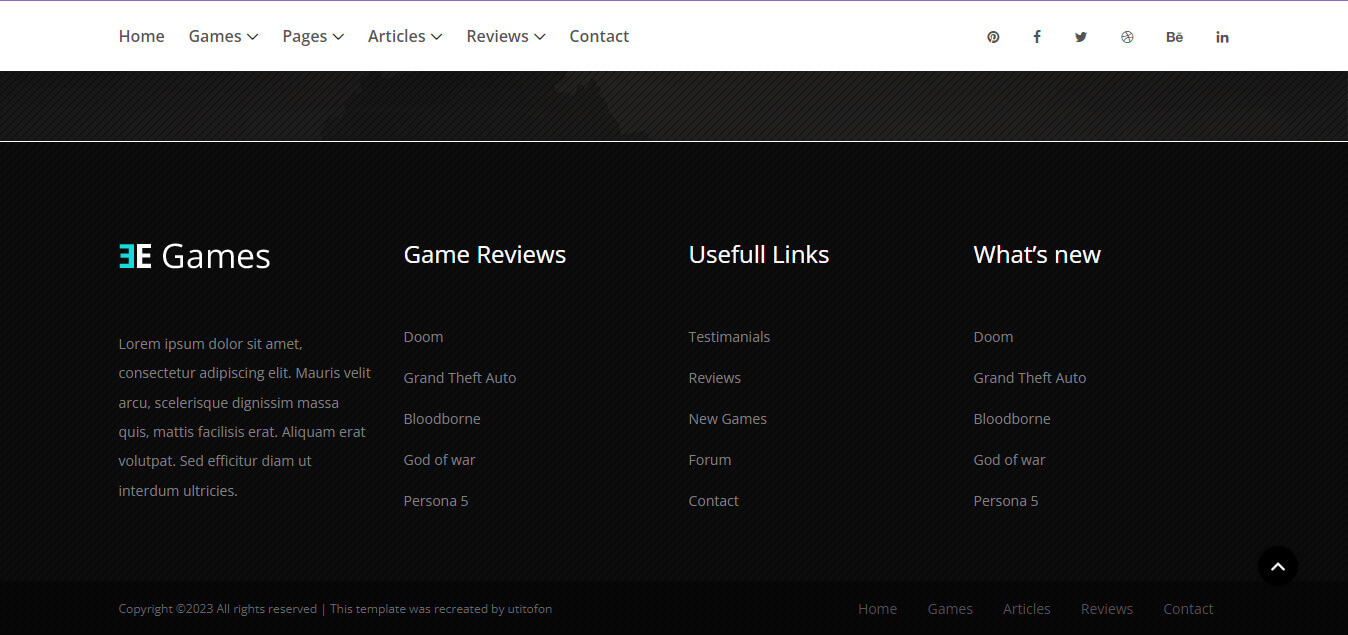 Home Games Pages Articles Reviews Contact
Bē in
ƎE Games
Lorem ipsum dolor sit amet,
consectetur adipiscing elit. Mauris velit
arcu, scelerisque dignissim massa
quis, mattis facilisis erat. Aliquam erat
volutpat. Sed efficitur diam ut
interdum ultricies.
Game Reviews
Doom
Grand Theft Auto
Bloodborne
God of war
Persona 5
Usefull Links
Testimanials
Reviews
New Games
Forum
Contact
What’s new
Doom
Grand Theft Auto
Bloodborne
God of war
Persona 5
Copyright ©2023 All rights reserved | This template was recreated by utitofon
Home Games Articles Reviews Contact